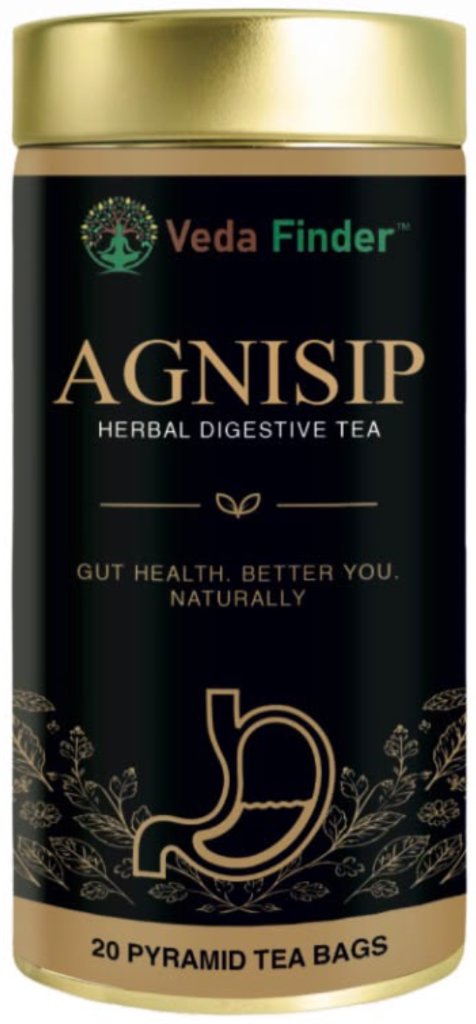 Veda Finder™
AGNISIP
HERBAL DIGESTIVE TEA
GUT HEALTH. BETTER YOU.
NATURALLY
20 PYRAMID TEA BAGS